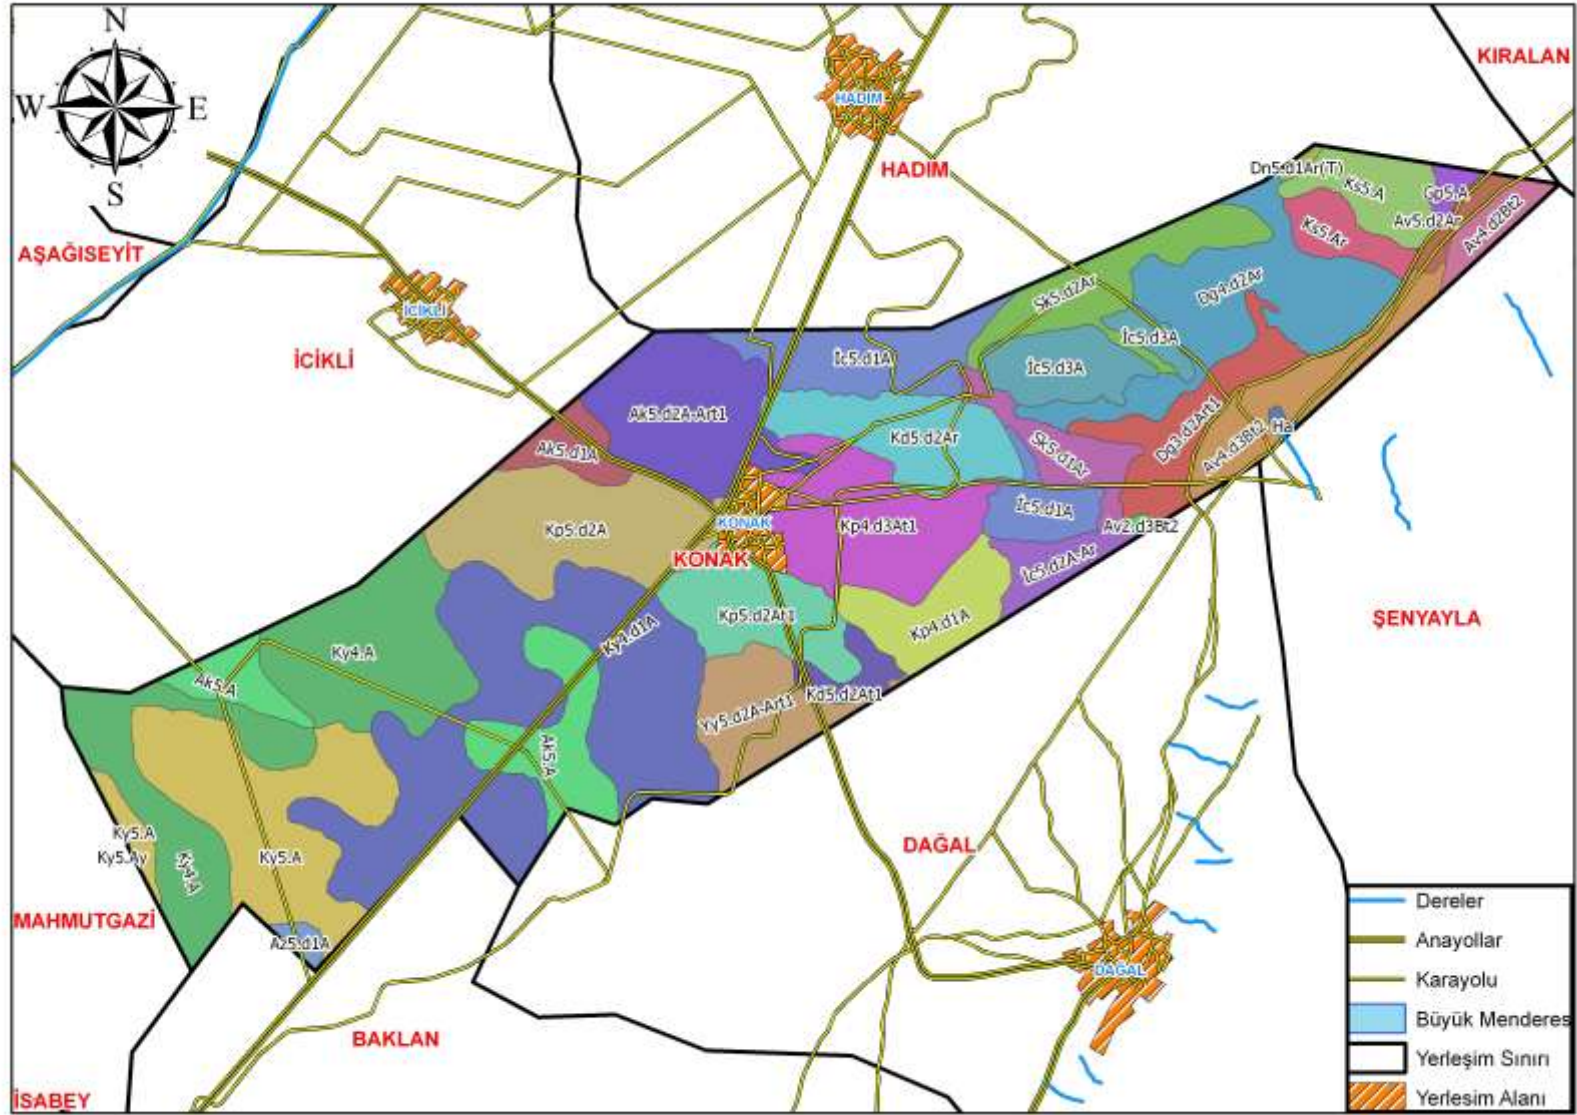 N
KIRALAN
HADIM
W
E
HADIM
Dn5.d1Ar(T)
Ks5.A
Gp5.A
S
Av5.d2Ar
Av4.d2Bt2
Ks5.Ar
AŞAĞISEYİT
Sk5.d2Ar
Dg4.d2Ar
İCİKLİ
İc5.d3A
İCİKLİ
İc5.d1A
İc5.d3A
Ak5.d2A-Art1
Dg3.d2Art1
Av4.d3Bt2
Ha
Kd5.d2Ar
Ak5.d1A
Sk5.d1Ar
İc5.d1A
KONAK
Kp5.d2A
Kp4.d3At1
Av2.d3Bt2
KONAK
İc5.d2A-Ar
Kp5.d2At1
Kp4.d1A
ŞENYAYLA
Ky4.d1A
Ky4.A
Ak5.A
Kd5.d2At1
Yy5.d2A-Art1
Ak5.A
Ky5.A
Ky5.Ay
Ky4.A
Ky5.A
DAĞAL
MAHMUTGAZİ
Az5.d1A
DAĞAL
BAKLAN
İSABEY
Dereler
Anayollar
Karayolu
Büyük Menderes
Yerleşim Sınırı
Yerlesim Alanı